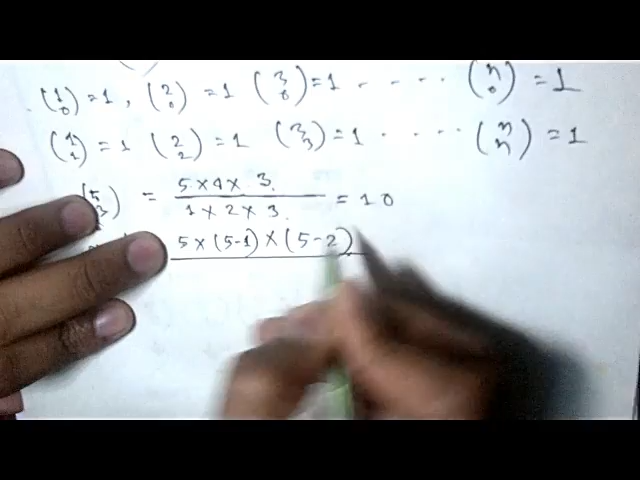 (1 0) = 1, (2 0) = 1 (3 0) = 1 - - - - - (n 0) = 1
(1 1) = 1 (2 2) = 1 (3 3) = 1 - - - - - (n n) = 1
(5 3) = 5 × 4 × 3. / 1 × 2 × 3. = 10
5 × (5-1) × (5-2)